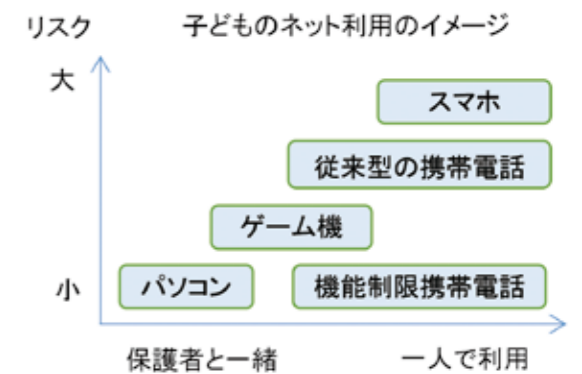 リスク
子どものネット利用のイメージ
大
スマホ
従来型の携帯電話
ゲーム機
小
パソコン
機能制限携帯電話
保護者と一緒
一人で利用